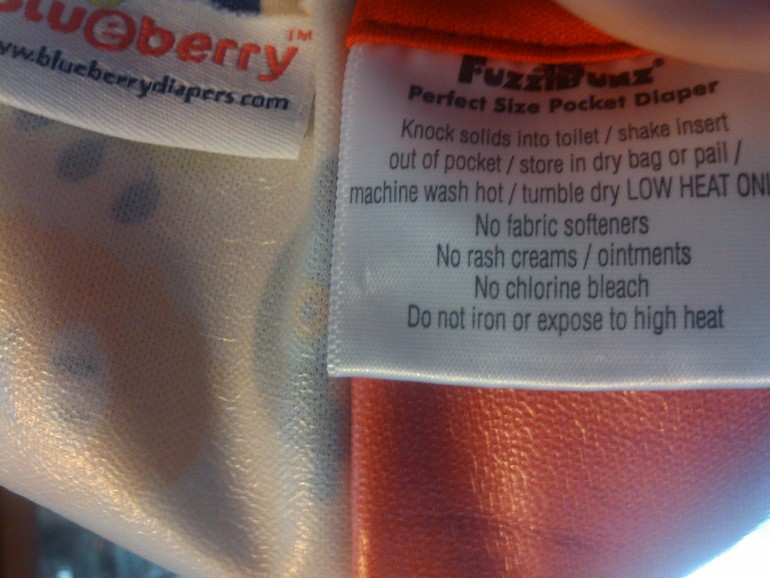 Blueberry™
www.blueberrydiapers.com
FuzziBunz®
Perfect Size Pocket Diaper
Knock solids into toilet / shake insert
out of pocket / store in dry bag or pail /
machine wash hot / tumble dry LOW HEAT
No fabric softeners
No rash creams / ointments
No chlorine bleach
Do not iron or expose to high heat